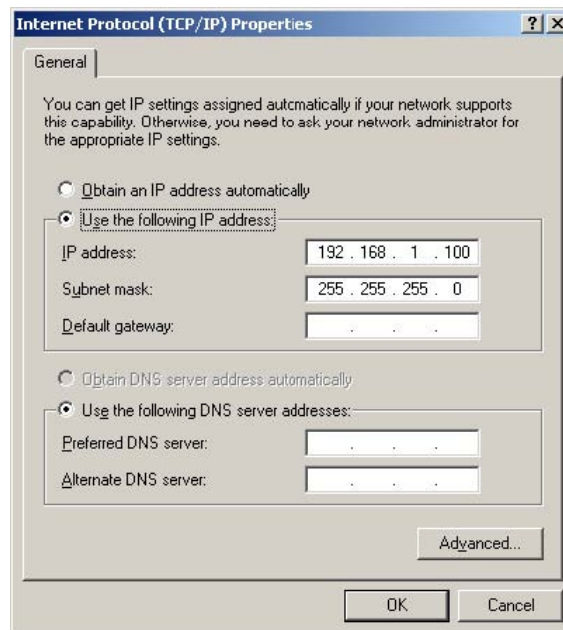 Internet Protocol (TCP/IP) Properties
General
You can get IP settings assigned automatically if your network supports
this capability. Otherwise, you need to ask your network administrator for
the appropriate IP settings.
Obtain an IP address automatically
Use the following IP address:
IP address: 192 . 168 . 1 . 100
Subnet mask: 255 . 255 . 255 . 0
Default gateway: . . .
Obtain DNS server address automatically
Use the following DNS server addresses:
Preferred DNS server: . . .
Alternate DNS server: . . .
Advanced...
OK Cancel